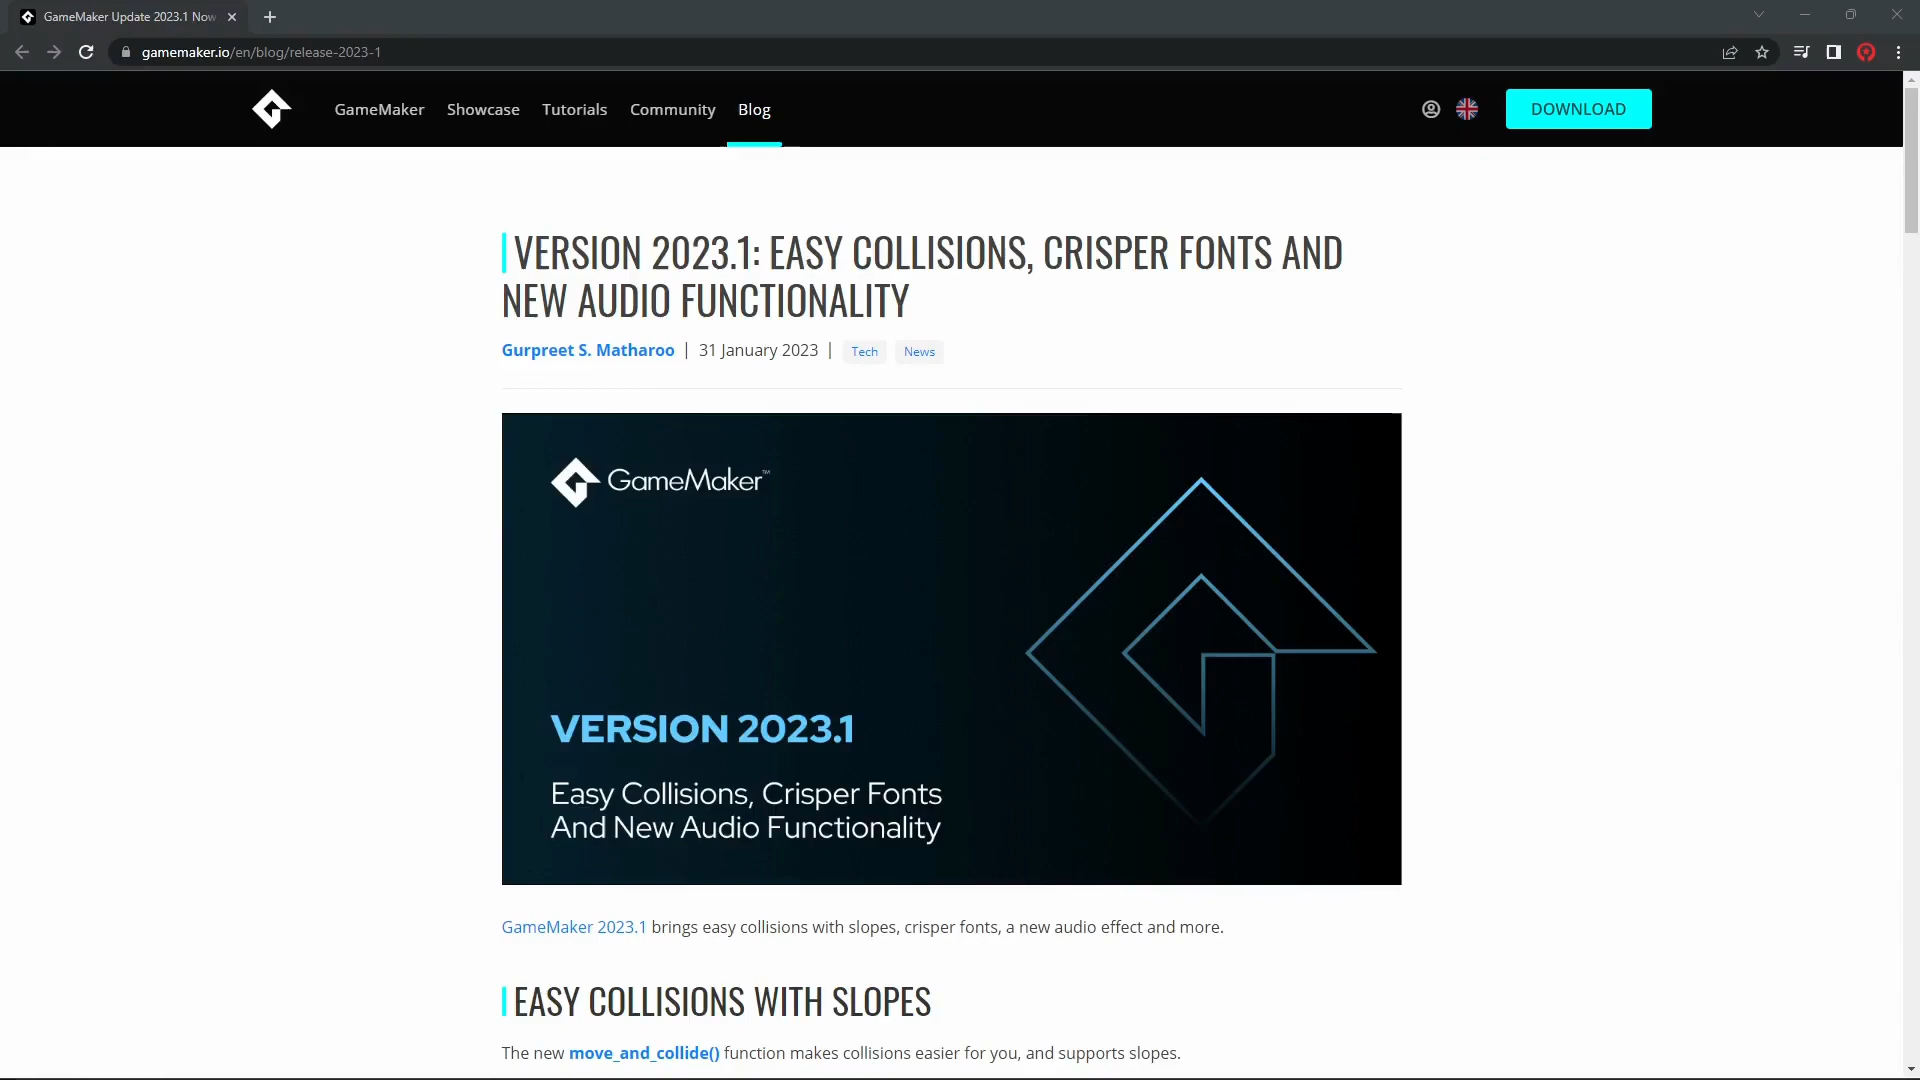 GameMaker Update 2023.1 Now
gamemaker.io/en/blog/release-2023-1
GameMaker Showcase Tutorials Community Blog
DOWNLOAD
VERSION 2023.1: EASY COLLISIONS, CRISPER FONTS AND
NEW AUDIO FUNCTIONALITY
Gurpreet S. Matharoo | 31 January 2023 | Tech News
GameMaker™
VERSION 2023.1
Easy Collisions, Crisper Fonts
And New Audio Functionality
GameMaker 2023.1 brings easy collisions with slopes, crisper fonts, a new audio effect and more.
EASY COLLISIONS WITH SLOPES
The new move_and_collide() function makes collisions easier for you, and supports slopes.